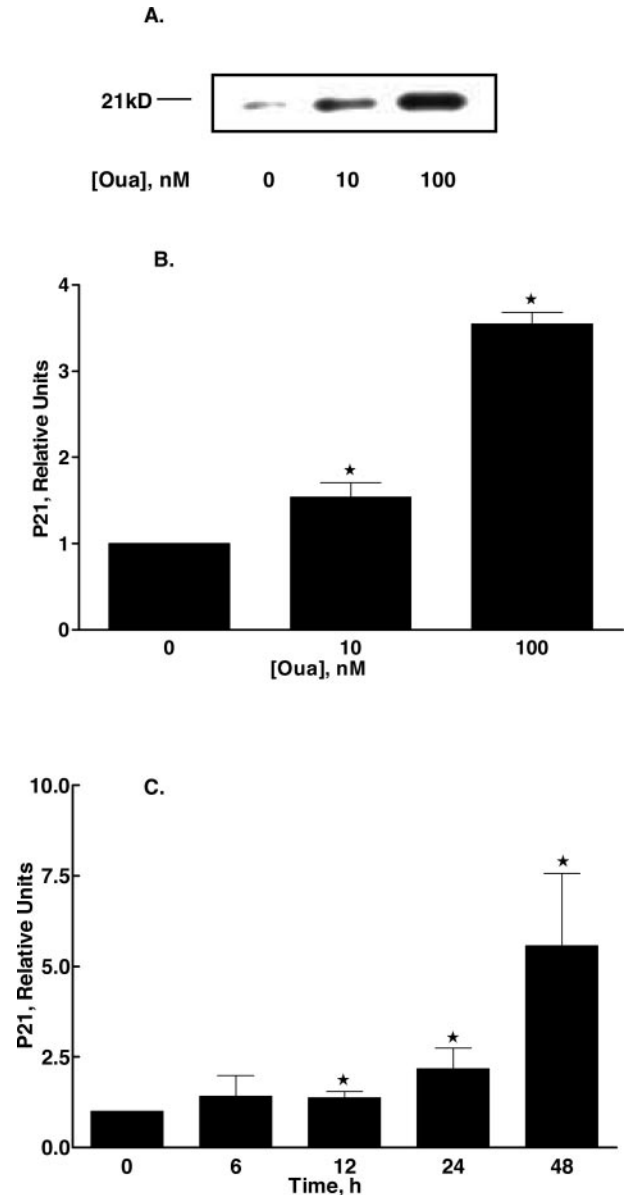 A.
21kD
[Oua], nM 0 10 100
B.
4
3
2
1
0
P21, Relative Units
★
★
0 10 100
[Oua], nM
C.
10.0
7.5
5.0
2.5
0.0
P21, Relative Units
★
★
★
0 6 12 24 48
Time, h